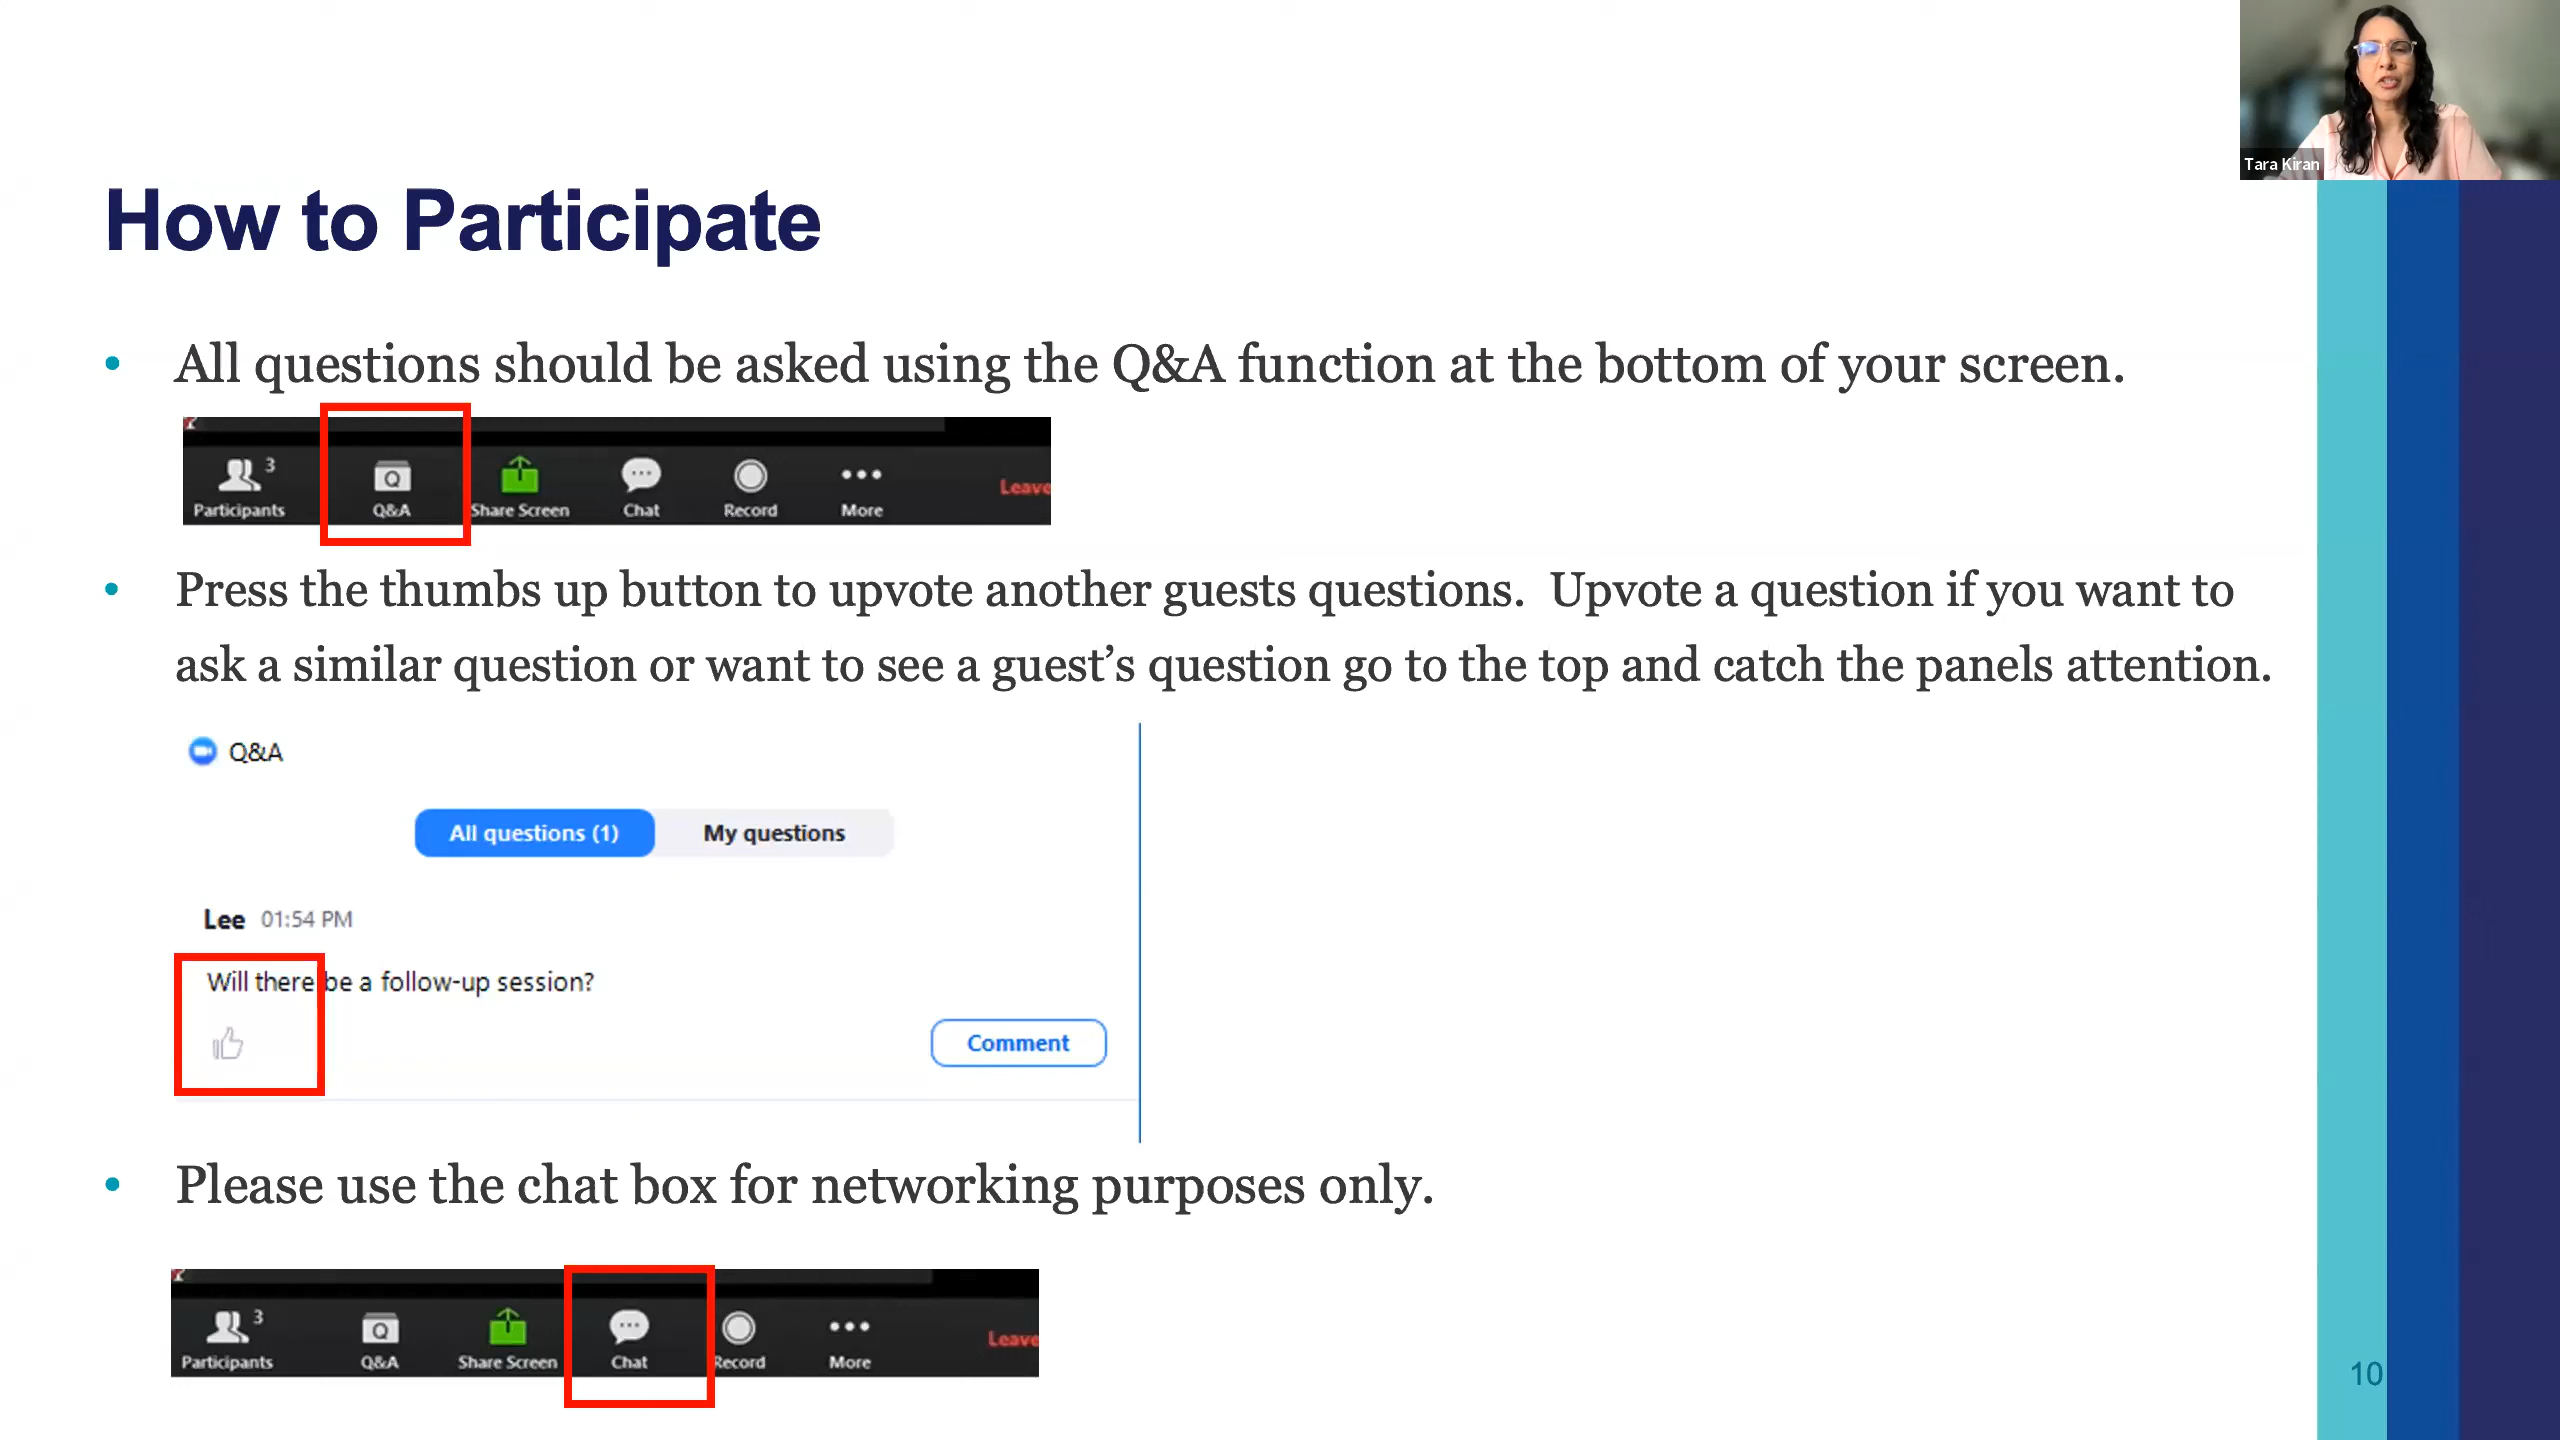 Tara Kiran
How to Participate
• All questions should be asked using the Q&A function at the bottom of your screen.
3
Participants Q&A Share Screen Chat Record More Leave
• Press the thumbs up button to upvote another guests questions.  Upvote a question if you want to
ask a similar question or want to see a guest’s question go to the top and catch the panels attention.
Q&A
All questions (1) My questions
Lee 01:54 PM
Will there be a follow-up session?
Comment
• Please use the chat box for networking purposes only.
3
Participants Q&A Share Screen Chat Record More Leave
10